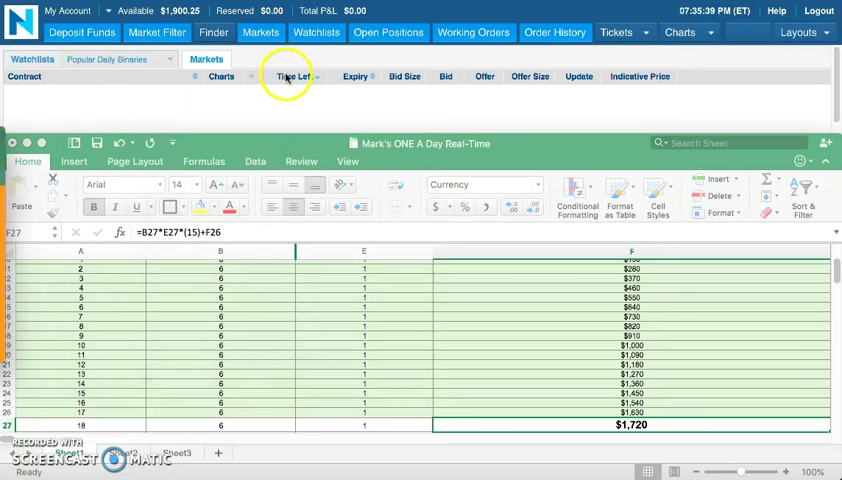 My Account Available $1,900.25 Reserved $0.00 Total P&L $0.00 07:35:39 PM (ET) Help Logout
N
Deposit Funds Market Filter Finder Markets Watchlists Open Positions Working Orders Order History Tickets Charts Layouts
Watchlists Popular Daily Binaries Markets
Contract Charts Time Left Expiry Bid Size Bid Offer Offer Size Update Indicative Price
Mark's ONE A Day Real-Time Search Sheet
Home Insert Page Layout Formulas Data Review View
Paste Arial 14 A A Currency Conditional Formatting Format as Table Cell Styles Insert Delete Format Sort & Filter
B I U A $ % )
F27 fx =B27*E27*(15)+F26
A B E F
2 6 1 $280
3 6 1 $370
4 6 1 $460
5 6 1 $550
6 6 1 $640
7 6 1 $730
8 6 1 $820
9 6 1 $910
10 6 1 $1,000
20 11 6 1 $1,090
21 12 6 1 $1,180
22 13 6 1 $1,270
23 14 6 1 $1,360
24 15 6 1 $1,450
25 16 6 1 $1,540
26 17 6 1 $1,630
27 18 6 1 $1,720
RECORDED WITH
SCREENCAST MATIC
Sheet1 Sheet2 Sheet3 +
Ready 100%